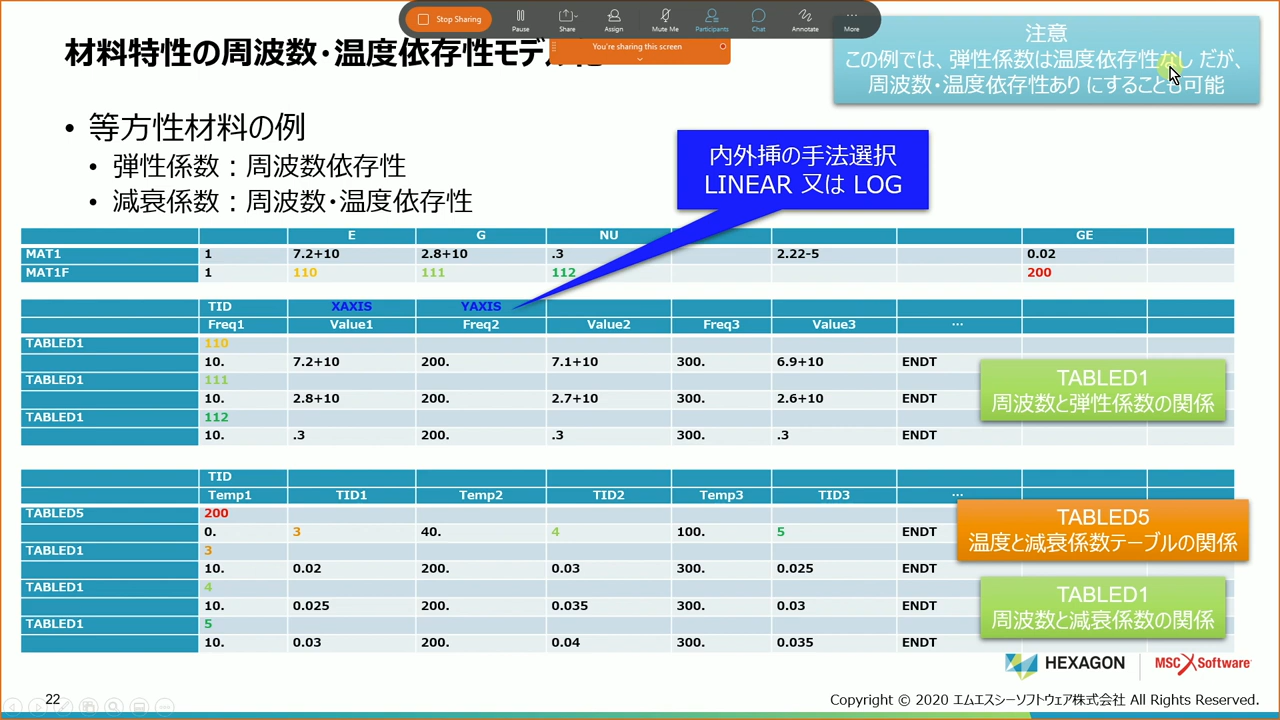 Stop Sharing
Pause
Share
Assign
Mute Me
Participants
Chat
Annotate
More
You're sharing this screen
材料特性の周波数・温度依存性モデ
注意
この例では、弾性係数は温度依存性なし だが、
周波数・温度依存性あり にすることも可能
• 等方性材料の例
• 弾性係数：周波数依存性
• 減衰係数：周波数・温度依存性
内外挿の手法選択
LINEAR 又は LOG
E G NU GE
MAT1 1 7.2+10 2.8+10 .3 2.22-5 0.02
MAT1F 1 110 111 112 200
TID XAXIS YAXIS
Freq1 Value1 Freq2 Value2 Freq3 Value3 …
TABLED1 110
10. 7.2+10 200. 7.1+10 300. 6.9+10 ENDT
TABLED1 111
10. 2.8+10 200. 2.7+10 300. 2.6+10 ENDT
TABLED1 112
10. .3 200. .3 300. .3 ENDT
TABLED1
周波数と弾性係数の関係
TID
Temp1 TID1 Temp2 TID2 Temp3 TID3 …
TABLED5 200
0. 3 40. 4 100. 5 ENDT
TABLED1 3
10. 0.02 200. 0.03 300. 0.025 ENDT
TABLED1 4
10. 0.025 200. 0.035 300. 0.03 ENDT
TABLED1 5
10. 0.03 200. 0.04 300. 0.035 ENDT
TABLED5
温度と減衰係数テーブルの関係
TABLED1
周波数と減衰係数の関係
HEXAGON
MSC Software
22
Copyright © 2020 エムエスシーソフトウェア株式会社 All Rights Reserved.